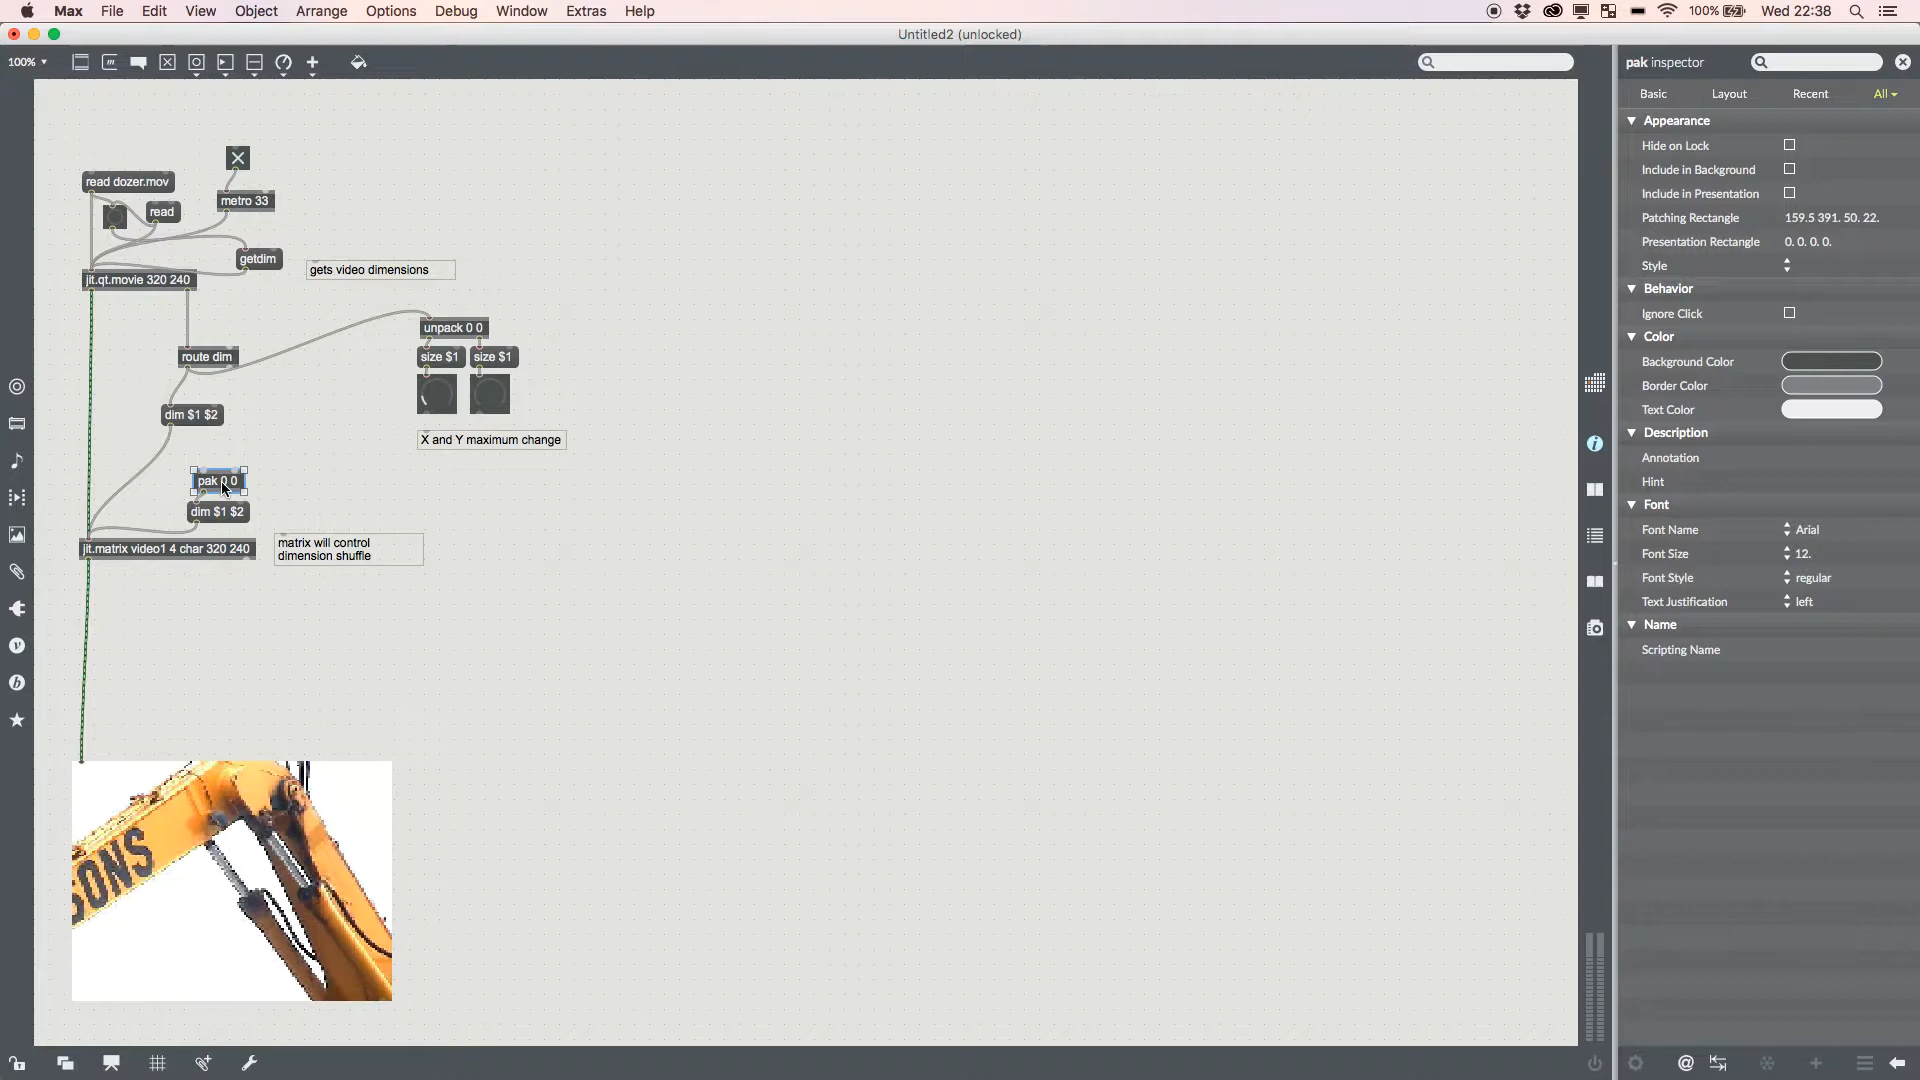 Max File Edit View Object Arrange Options Debug Window Extras Help
100% Wed 22:38
Untitled2 (unlocked)
100%
read dozer.mov
read
metro 33
getdim
gets video dimensions
jit.qt.movie 320 240
unpack 0 0
route dim
size $1
size $1
dim $1 $2
X and Y maximum change
pak 0 0
dim $1 $2
jit.matrix video1 4 char 320 240
matrix will control
dimension shuffle
SONS
pak inspector
Basic Layout Recent All
Appearance
Hide on Lock
Include in Background
Include in Presentation
Patching Rectangle 159.5 391. 50. 22.
Presentation Rectangle 0. 0. 0. 0.
Style
Behavior
Ignore Click
Color
Background Color
Border Color
Text Color
Description
Annotation
Hint
Font
Font Name Arial
Font Size 12.
Font Style regular
Text Justification left
Name
Scripting Name